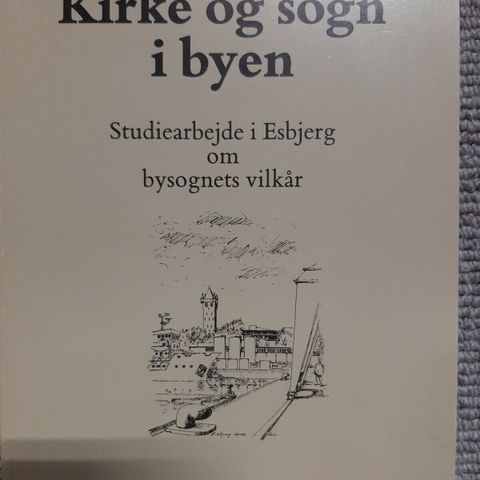 Kirke og sogn
i byen
Studiearbejde i Esbjerg
om
bysognets vilkår